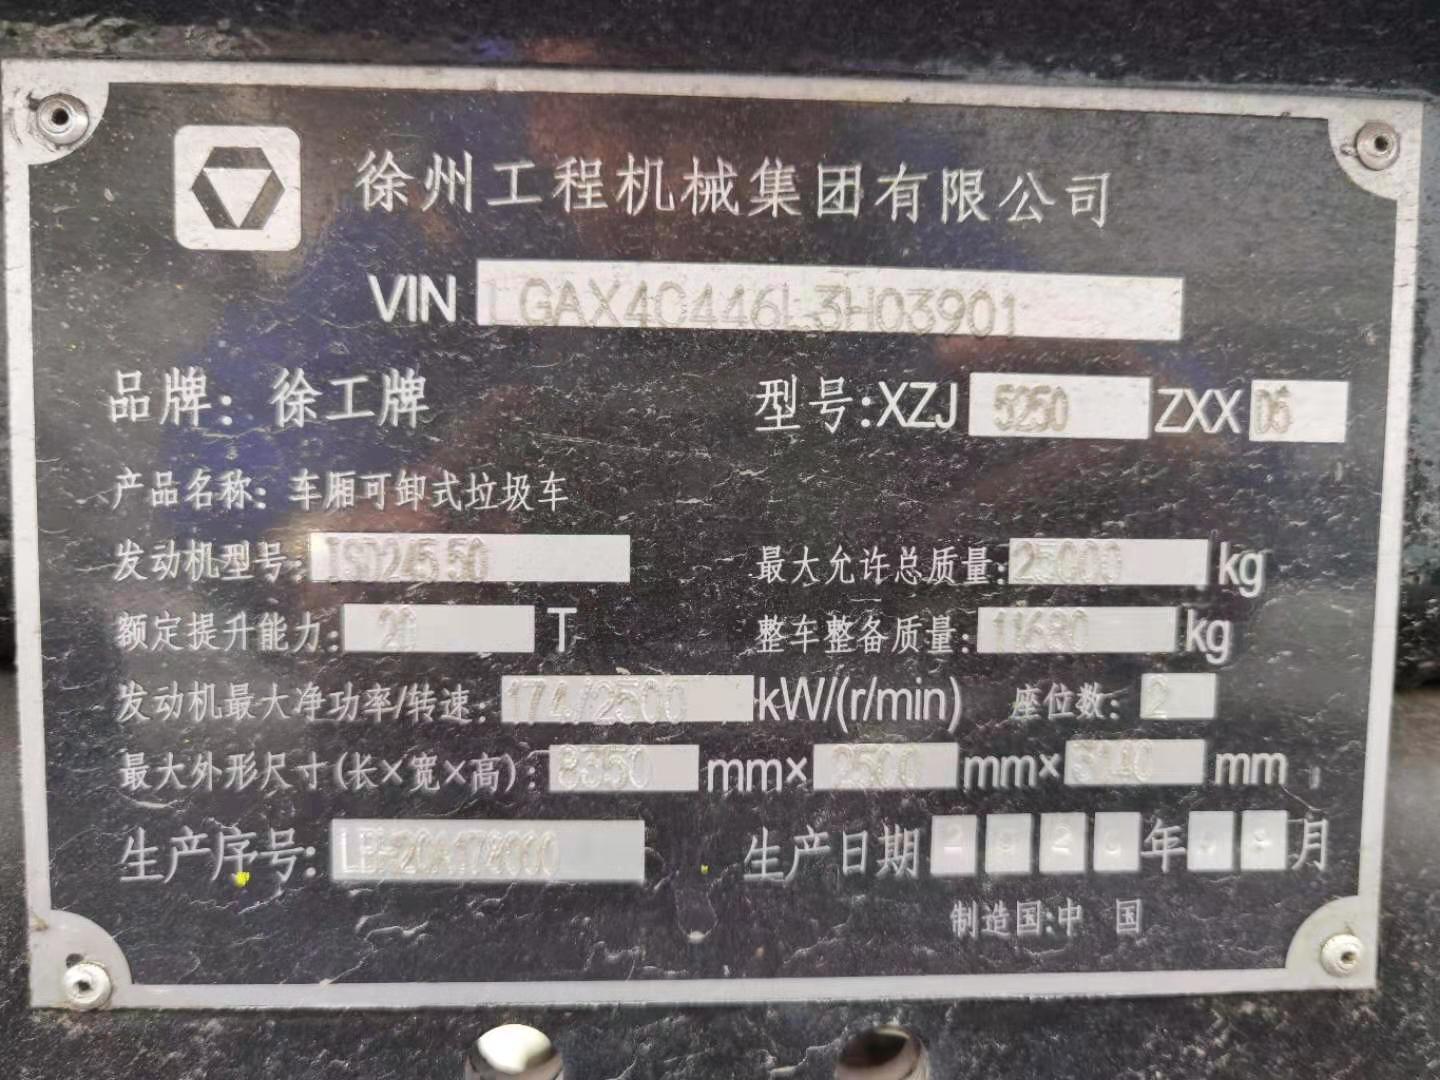 徐州工程机械集团有限公司
VIN LGAX4C446L3H03901
品牌：徐工牌 型号:XZJ 5250 ZXX D5
产品名称：车厢可卸式垃圾车
发动机型号： ISD245 50 最大允许总质量：25000 kg
额定提升能力：20 T 整车整备质量：11680 kg
发动机最大净功率/转速：174/2500 kW/(r/min) 座位数：2
最大外形尺寸(长×宽×高)：8350 mm× 2500 mm× 3140 mm
生产序号： 生产日期 2020 年 月
制造国:中 国